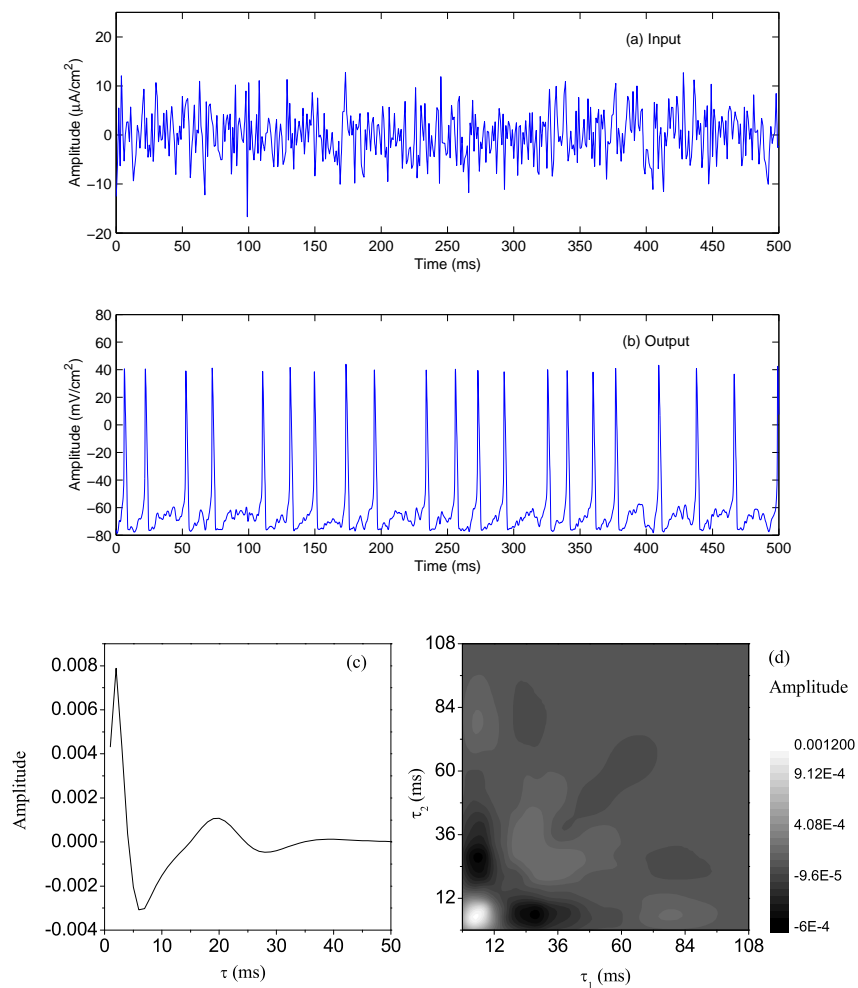 (a) Input
Amplitude (µA/cm²)
20
10
0
−10
−20
0 50 100 150 200 250 300 350 400 450 500
Time (ms)
(b) Output
Amplitude (mV/cm²)
80
60
40
20
0
−20
−40
−60
−80
0 50 100 150 200 250 300 350 400 450 500
Time (ms)
(c)
Amplitude
0.008
0.006
0.004
0.002
0.000
-0.002
-0.004
0 10 20 30 40 50
τ (ms)
(d)
τ₂ (ms)
108
84
60
36
12
12 36 60 84 108
τ₁ (ms)
Amplitude
0.001200
9.12E-4
4.08E-4
-9.6E-5
-6E-4